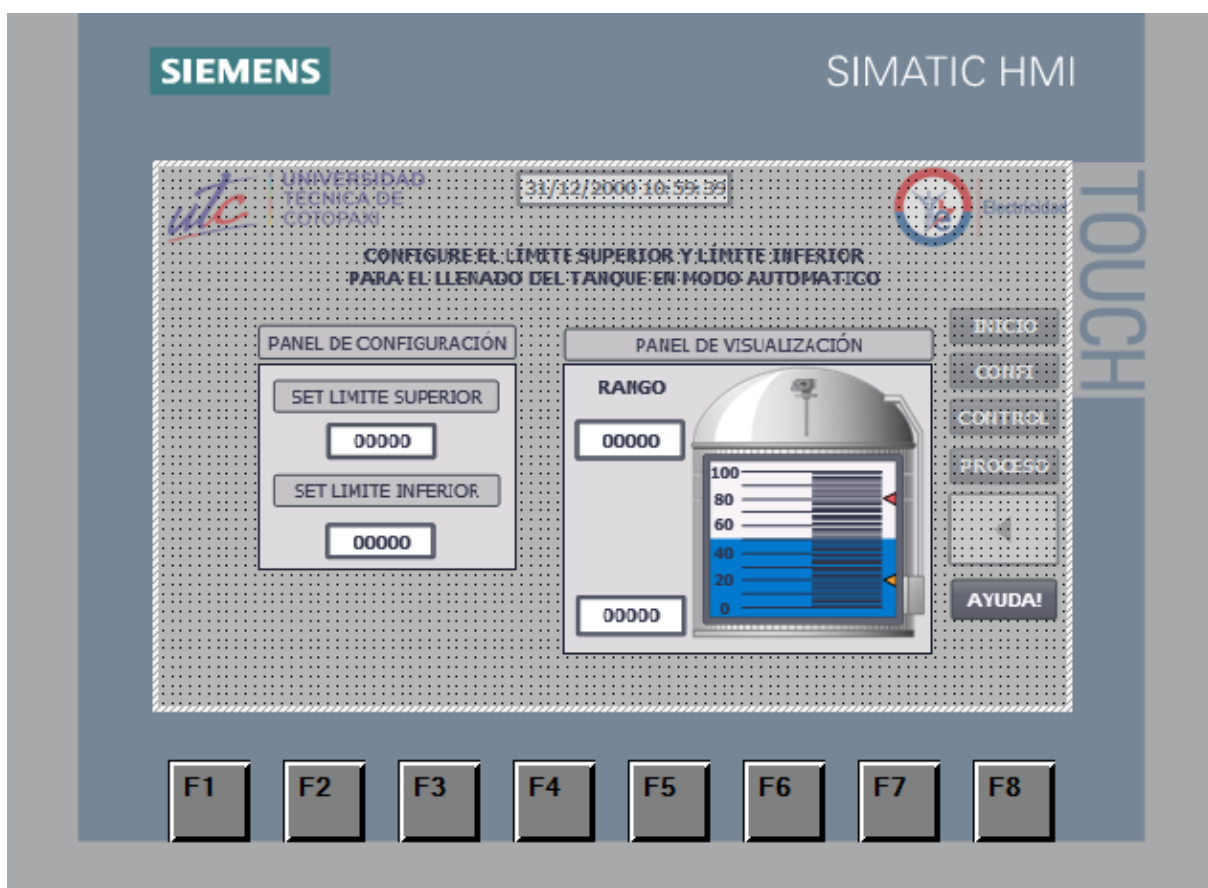 SIEMENS
SIMATIC HMI
TOUCH
utc
UNIVERSIDAD
TÉCNICA DE
COTOPAXI
31/12/2000 10:59:39
e
Electricidad
CONFIGURE EL LÍMITE SUPERIOR Y LÍMITE INFERIOR
PARA EL LLENADO DEL TANQUE EN MODO AUTOMATICO
PANEL DE CONFIGURACIÓN
SET LIMITE SUPERIOR
00000
SET LIMITE INFERIOR
00000
PANEL DE VISUALIZACIÓN
RANGO
00000
00000
100
80
60
40
20
0
INICIO
CONFI
CONTROL
PROCESO
AYUDA!
F1
F2
F3
F4
F5
F6
F7
F8